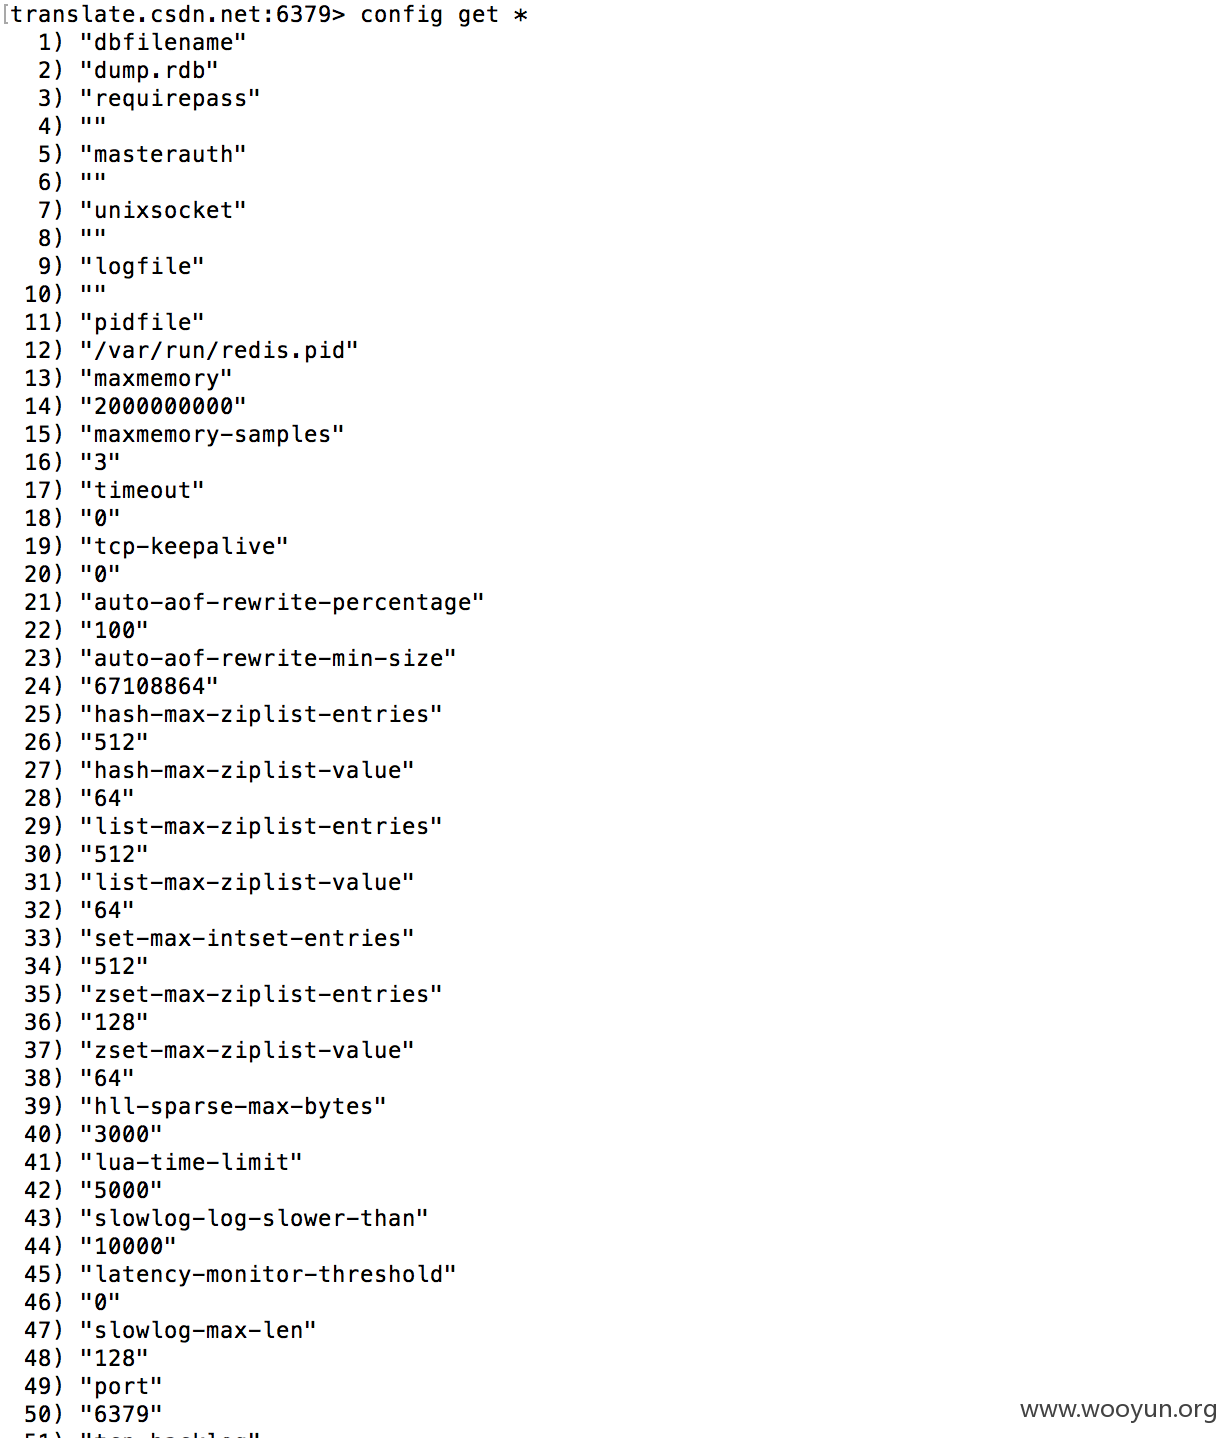 translate.csdn.net:6379> config get *
1) "dbfilename"
2) "dump.rdb"
3) "requirepass"
4) ""
5) "masterauth"
6) ""
7) "unixsocket"
8) ""
9) "logfile"
10) ""
11) "pidfile"
12) "/var/run/redis.pid"
13) "maxmemory"
14) "2000000000"
15) "maxmemory-samples"
16) "3"
17) "timeout"
18) "0"
19) "tcp-keepalive"
20) "0"
21) "auto-aof-rewrite-percentage"
22) "100"
23) "auto-aof-rewrite-min-size"
24) "67108864"
25) "hash-max-ziplist-entries"
26) "512"
27) "hash-max-ziplist-value"
28) "64"
29) "list-max-ziplist-entries"
30) "512"
31) "list-max-ziplist-value"
32) "64"
33) "set-max-intset-entries"
34) "512"
35) "zset-max-ziplist-entries"
36) "128"
37) "zset-max-ziplist-value"
38) "64"
39) "hll-sparse-max-bytes"
40) "3000"
41) "lua-time-limit"
42) "5000"
43) "slowlog-log-slower-than"
44) "10000"
45) "latency-monitor-threshold"
46) "0"
47) "slowlog-max-len"
48) "128"
49) "port"
50) "6379"
www.wooyun.org